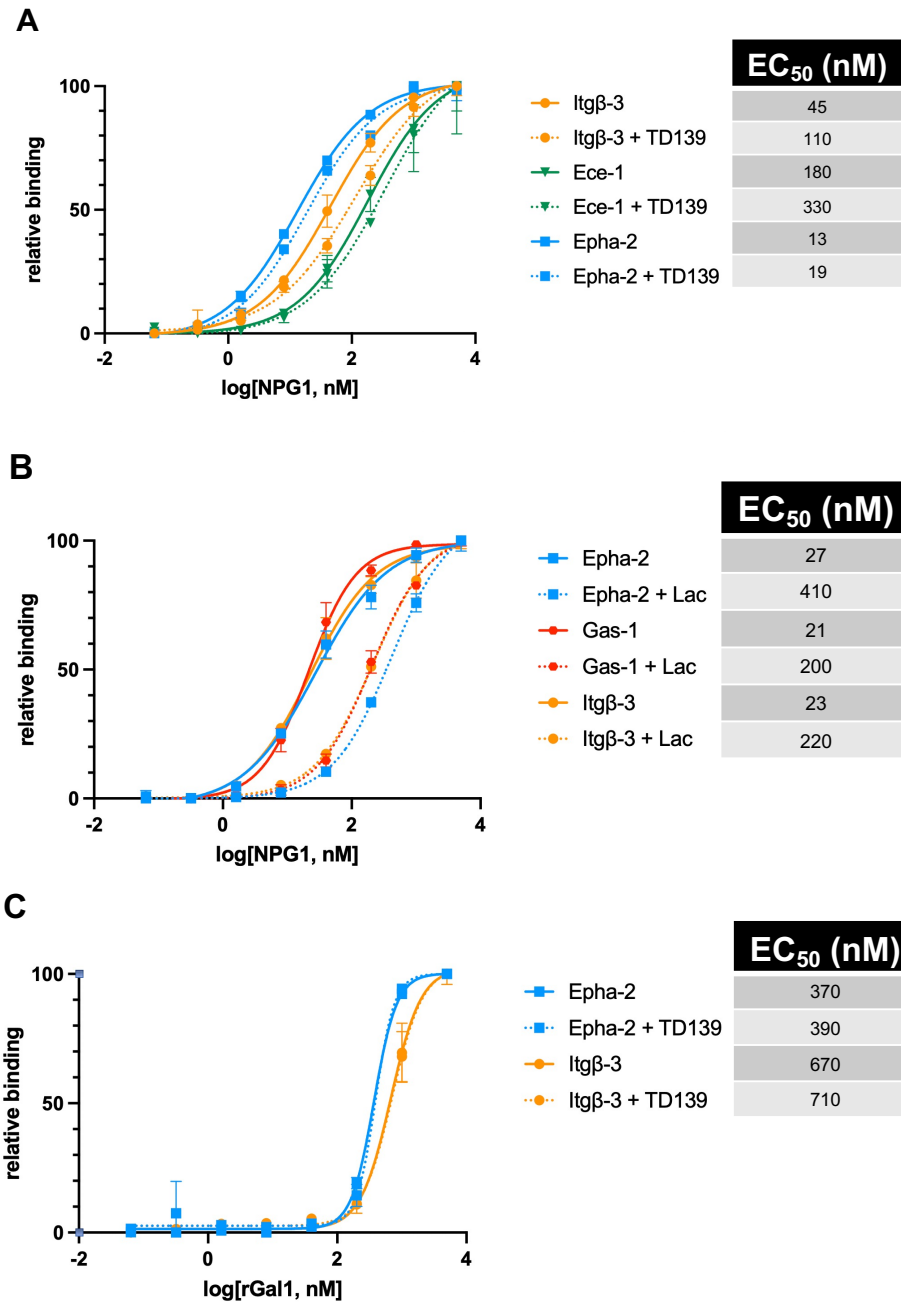 A
EC50 (nM)
100
50
0
relative binding
-2 0 2 4
log[NPG1, nM]
Itgβ-3
Itgβ-3 + TD139
Ece-1
Ece-1 + TD139
Epha-2
Epha-2 + TD139
45
110
180
330
13
19
B
EC50 (nM)
100
50
0
relative binding
-2 0 2 4
log[NPG1, nM]
Epha-2
Epha-2 + Lac
Gas-1
Gas-1 + Lac
Itgβ-3
Itgβ-3 + Lac
27
410
21
200
23
220
C
EC50 (nM)
100
50
0
relative binding
-2 0 2 4
log[rGal1, nM]
Epha-2
Epha-2 + TD139
Itgβ-3
Itgβ-3 + TD139
370
390
670
710